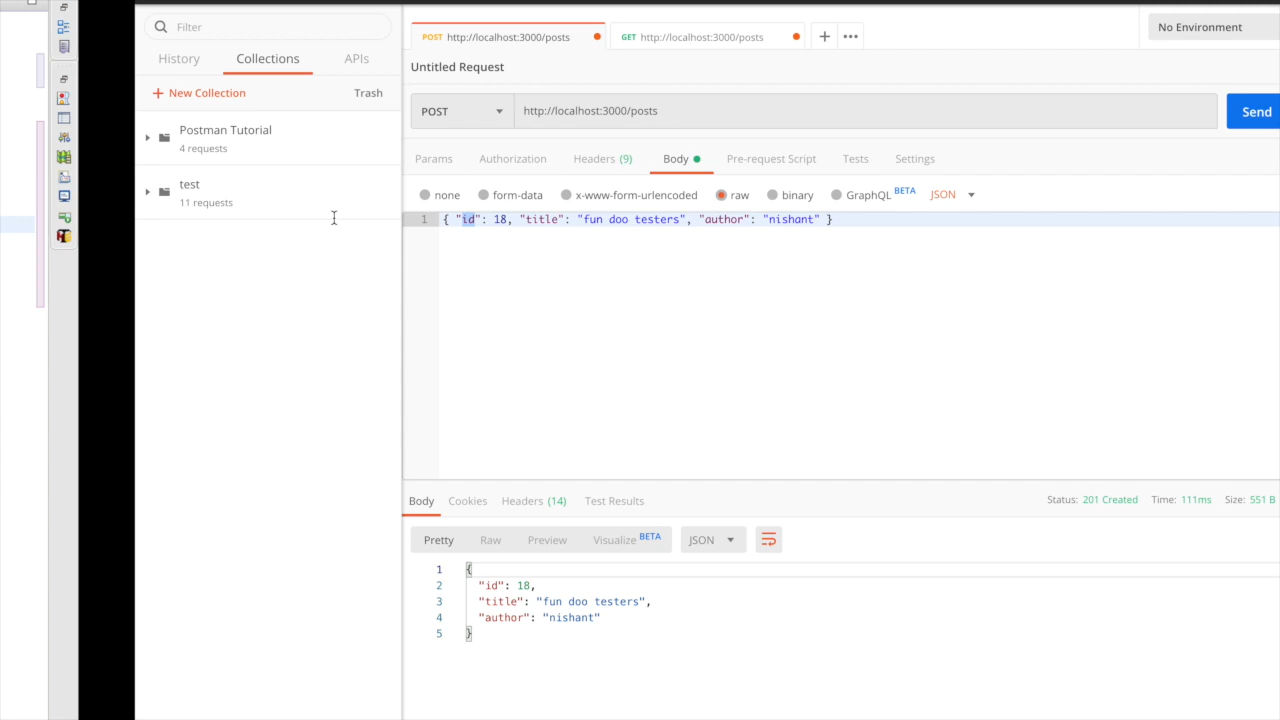 Filter
History Collections APIs
+ New Collection Trash
Postman Tutorial
4 requests
test
11 requests
POST http://localhost:3000/posts GET http://localhost:3000/posts + ••• No Environment
Untitled Request
POST http://localhost:3000/posts Send
Params Authorization Headers (9) Body Pre-request Script Tests Settings
none form-data x-www-form-urlencoded raw binary GraphQL BETA JSON
1 { "id": 18, "title": "fun doo testers", "author": "nishant" }
Body Cookies Headers (14) Test Results Status: 201 Created Time: 111ms Size: 551 B
Pretty Raw Preview Visualize BETA JSON
1 {
2 "id": 18,
3 "title": "fun doo testers",
4 "author": "nishant"
5 }